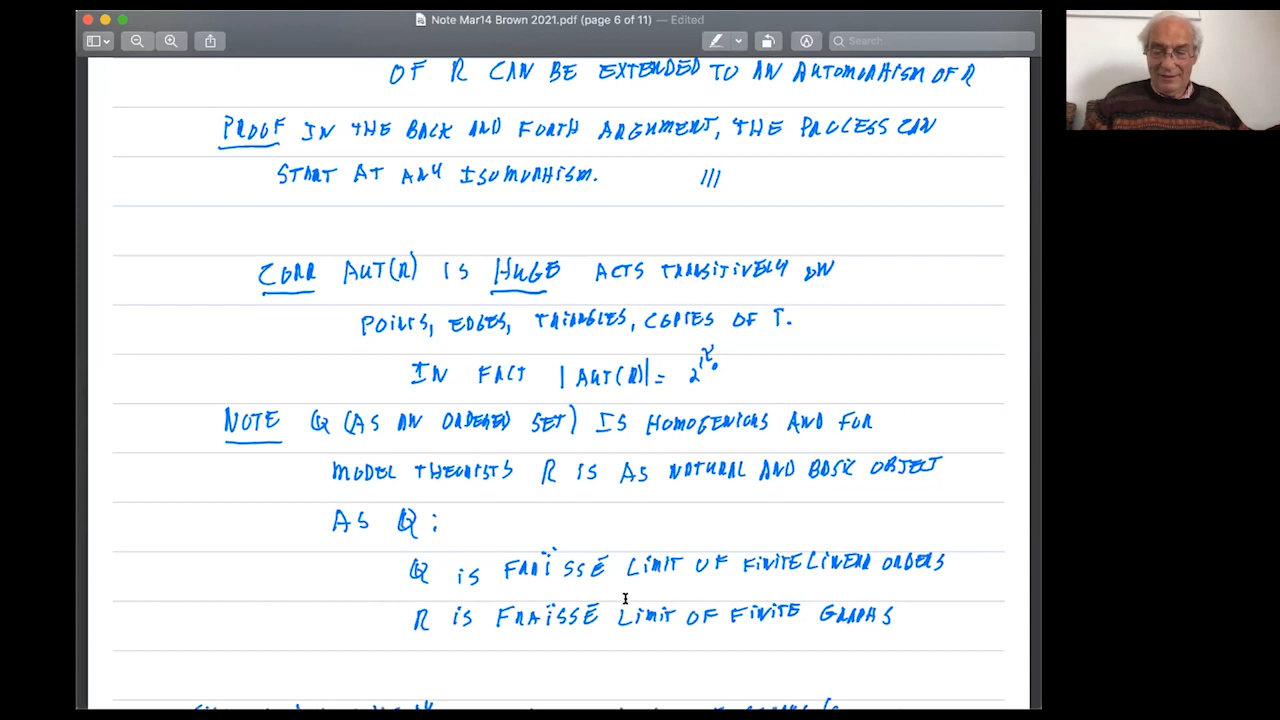 Note Mar14 Brown 2021.pdf (page 6 of 11) — Edited
Search
OF R CAN BE EXTENDED TO AN AUTOMORHISM OF R
PROOF IN THE BACK AND FORTH ARGUMENT, THE PROCESS CAN
START AT ANY ISOMORHISM. ///
CORR AUT(R) IS HUGE ACTS TRANSITIVELY ON
POINTS, EDGES, TRIANGLES, COPIES OF T.
IN FACT |AUT(R)| = 2^ℵ₀
NOTE Q (AS AN ORDERED SET) IS HOMOGENIOUS AND FOR
MODEL THEORISTS R IS AS NATURAL AND BASIC OBJECT
AS Q:
Q IS FRAÏSSÉ LIMIT OF FINITE LINEAR ORDERS
R IS FRAÏSSÉ LIMIT OF FINITE GRAPHS